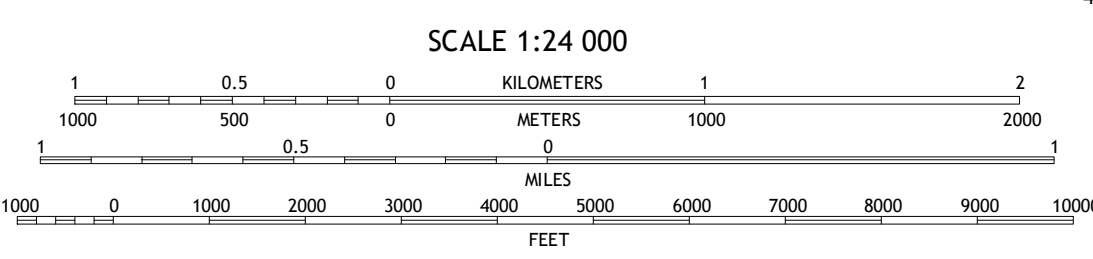 SCALE 1:24 000
1 0.5 0 KILOMETERS 1 2
1000 500 0 METERS 1000 2000
1 0.5 0 1
MILES
1000 0 1000 2000 3000 4000 5000 6000 7000 8000 9000 10000
FEET